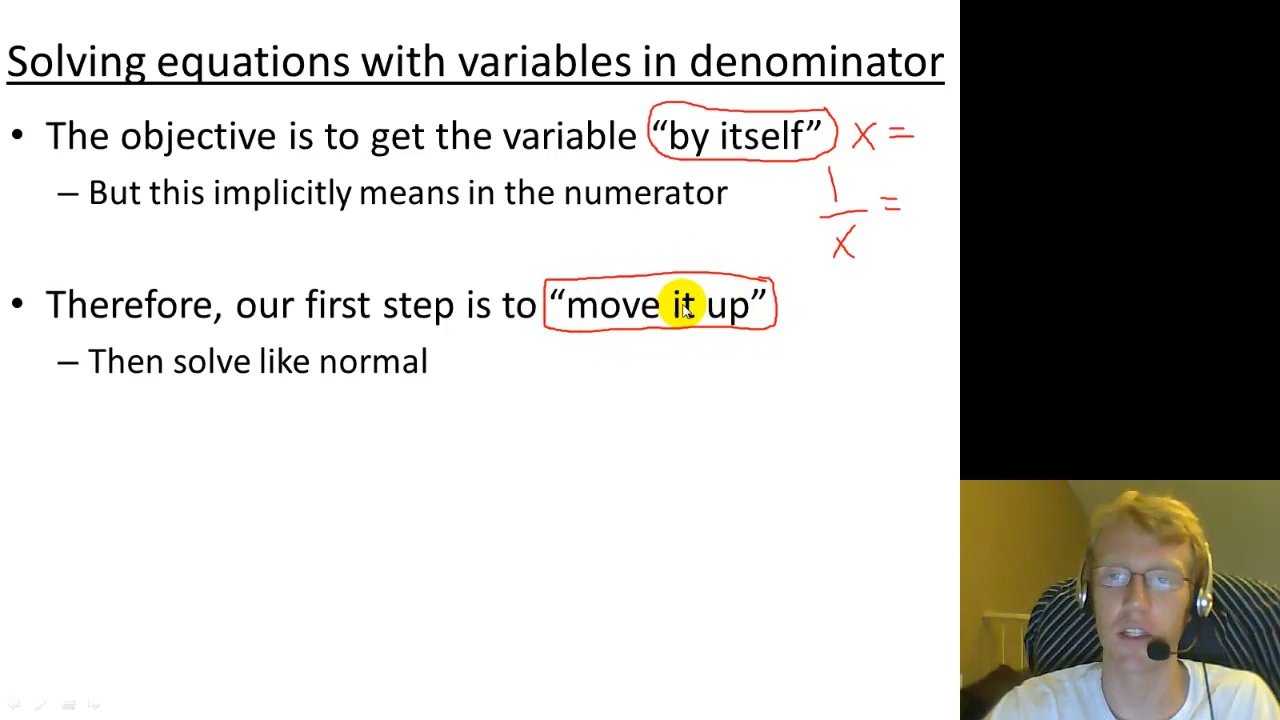 Solving equations with variables in denominator
• The objective is to get the variable “by itself” x =
– But this implicitly means in the numerator
1/x =
• Therefore, our first step is to “move it up”
– Then solve like normal